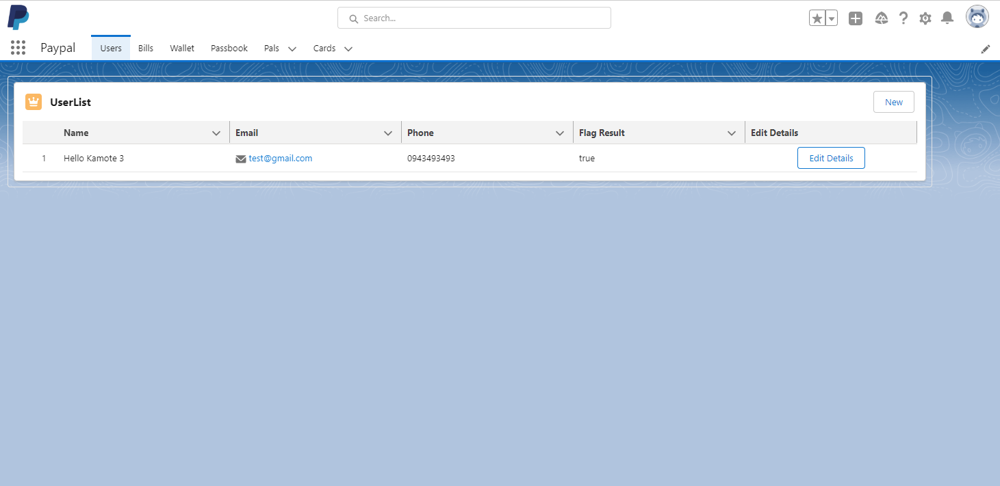 Search...
Paypal Users Bills Wallet Passbook Pals Cards
UserList New
Name Email Phone Flag Result Edit Details
1 Hello Kamote 3 test@gmail.com 0943493493 true Edit Details